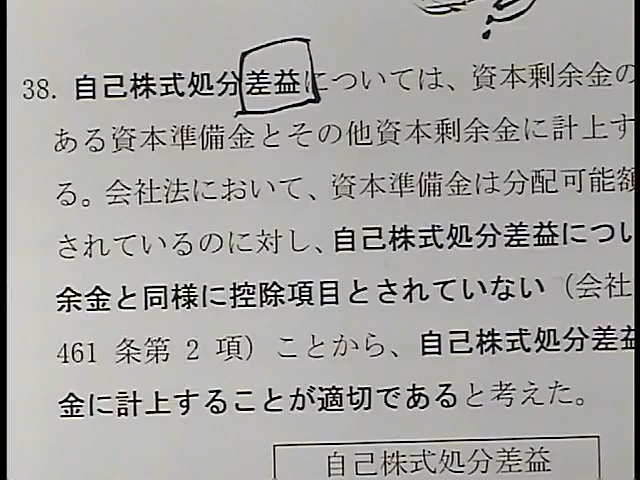 38. 自己株式処分差益については、資本剰余金の
ある資本準備金とその他資本剰余金に計上す
る。会社法において、資本準備金は分配可能額
されているのに対し、自己株式処分差益につい
余金と同様に控除項目とされていない（会社
461 条第 2 項）ことから、自己株式処分差益
金に計上することが適切であると考えた。
自己株式処分差益